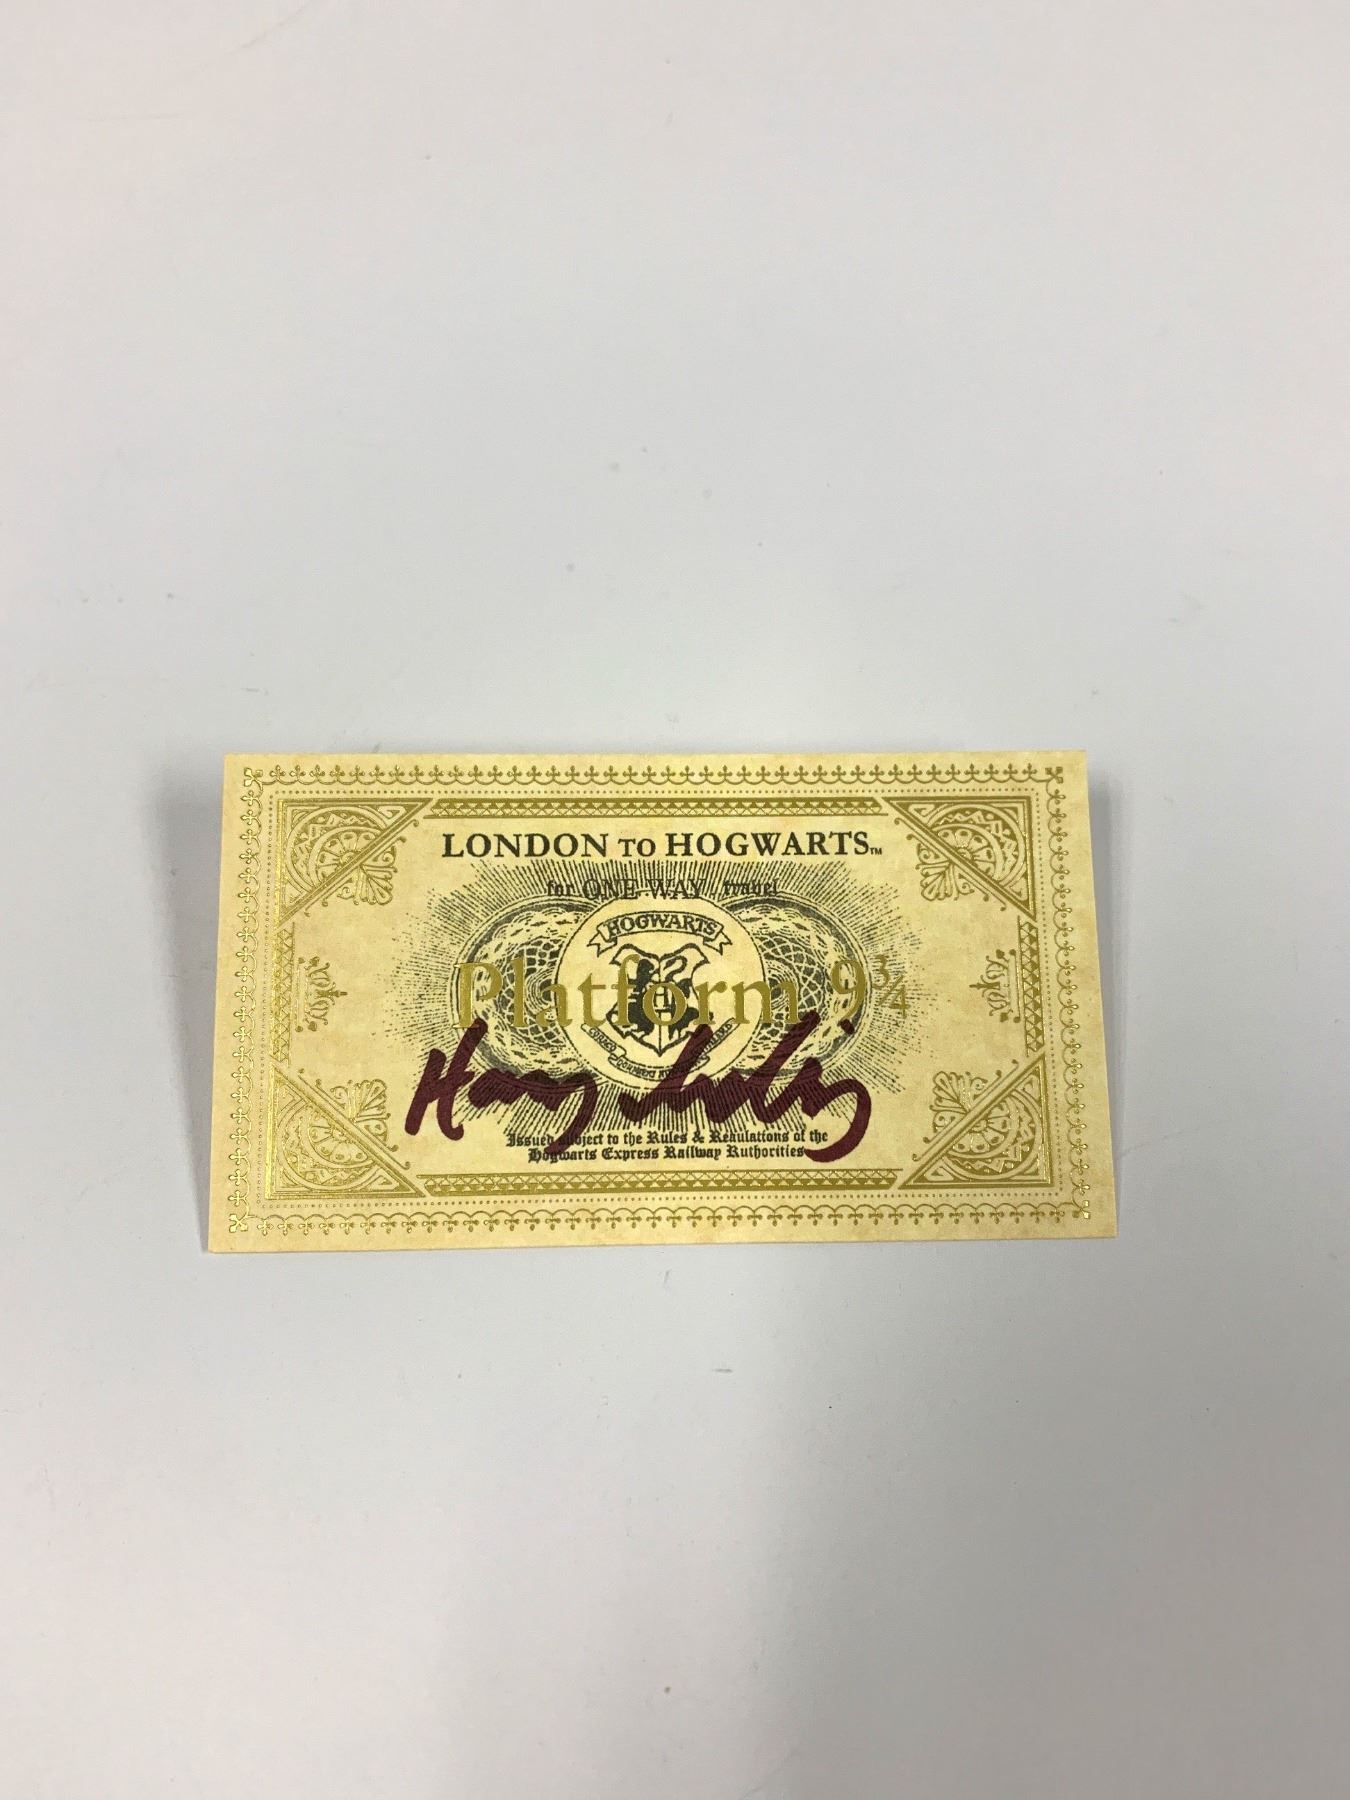 LONDON TO HOGWARTS™
for ONE WAY travel
HOGWARTS
Platform 9¾
Harry
Issued subject to the Rules & Regulations of the
Hogwarts Express Railway Authorities